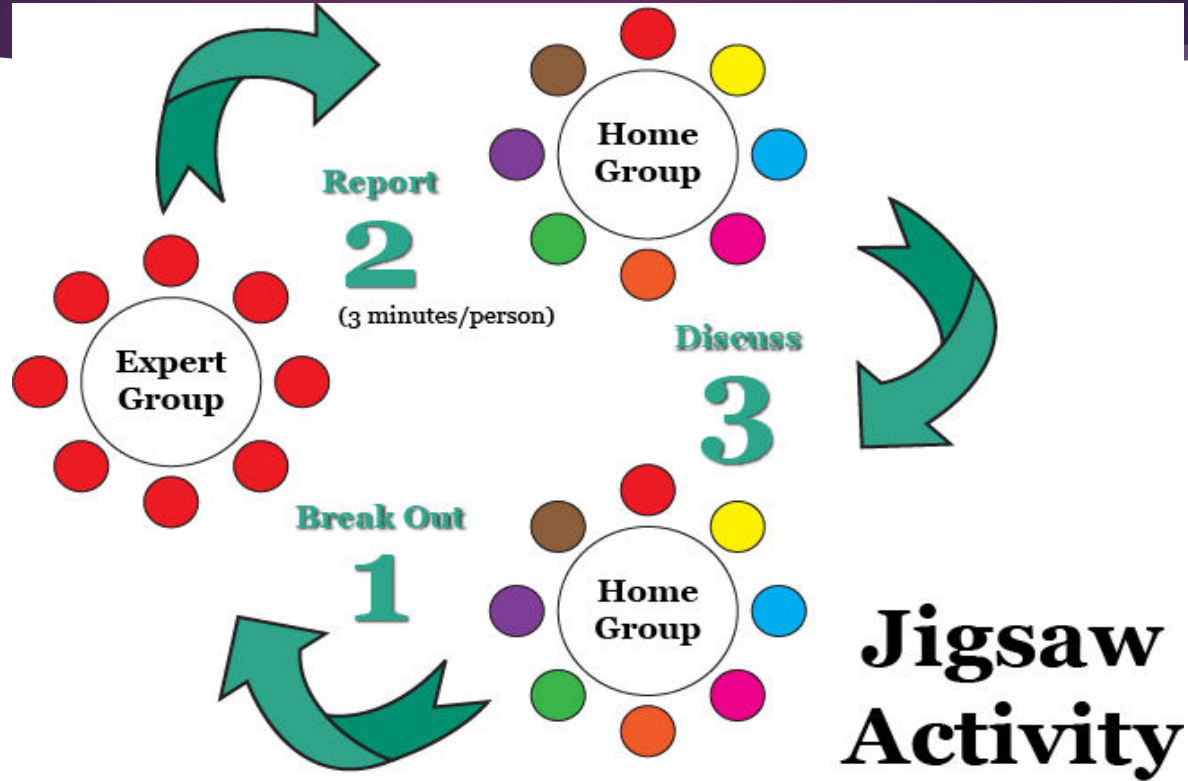 Home
Group
Report
2
(3 minutes/person)
Discuss
3
Expert
Group
Break Out
1
Home
Group
Jigsaw
Activity